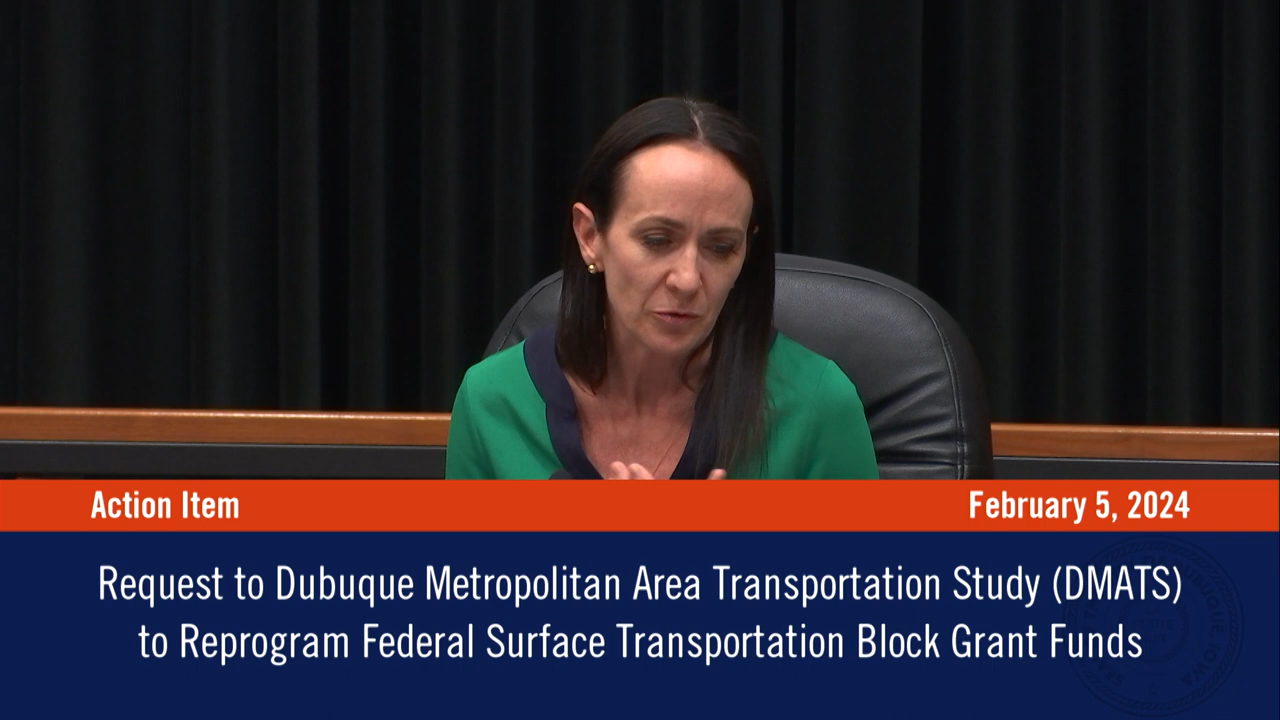 Action Item
February 5, 2024
Request to Dubuque Metropolitan Area Transportation Study (DMATS)
to Reprogram Federal Surface Transportation Block Grant Funds